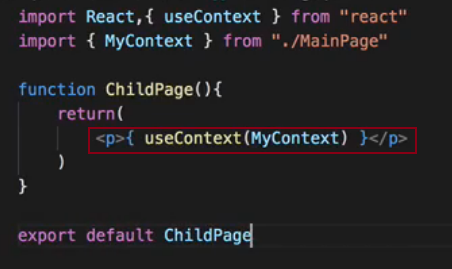 import React,{ useContext } from "react"
import { MyContext } from "./MainPage"
function ChildPage(){
return(
<p>{ useContext(MyContext) }</p>
)
}
export default ChildPage